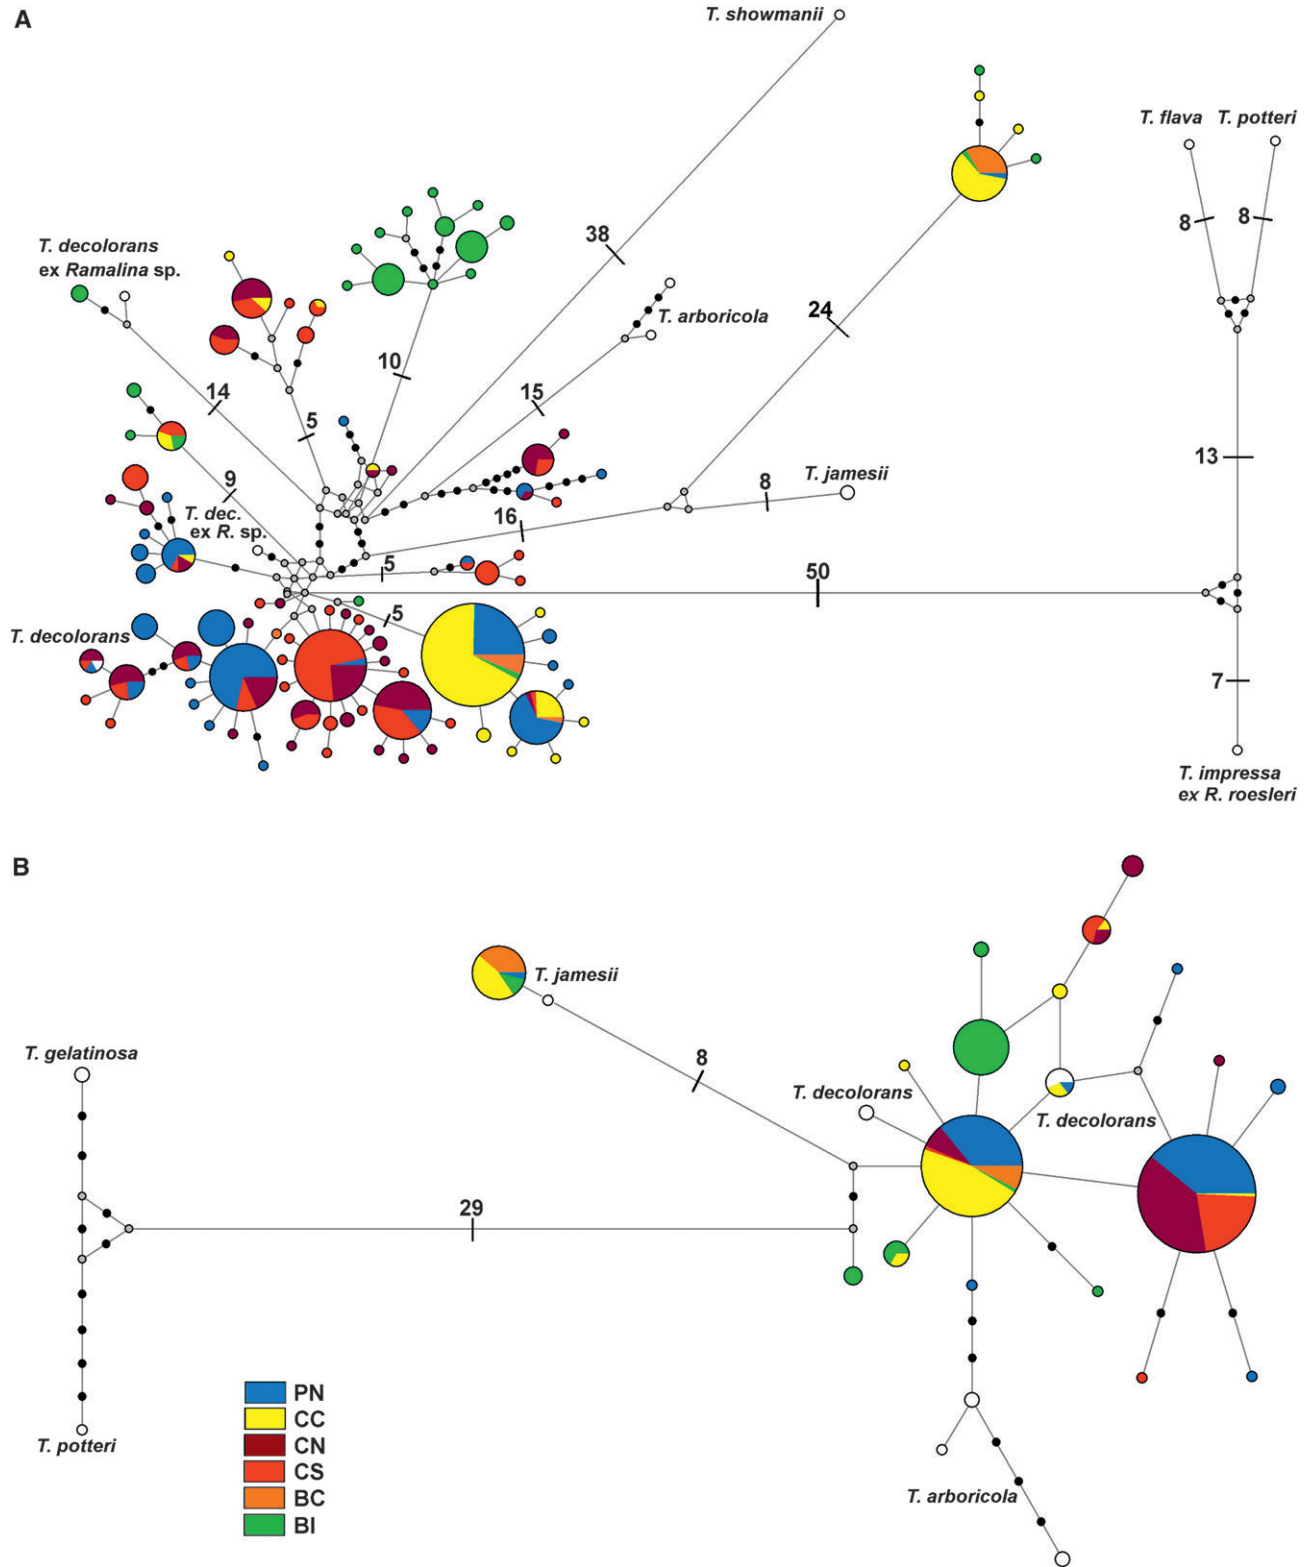 A
T. showmanii
T. flava T. potteri
8 8
38
T. decolorans
ex Ramalina sp.
T. arboricola
24
10
14
15
5
13
T. jamesii
8
9
T. dec.
ex R. sp.
16
5
50
5
T. decolorans
7
T. impressa
ex R. roesleri
B
T. jamesii
T. gelatinosa
8
T. decolorans
T. decolorans
29
T. potteri
T. arboricola
PN
CC
CN
CS
BC
BI